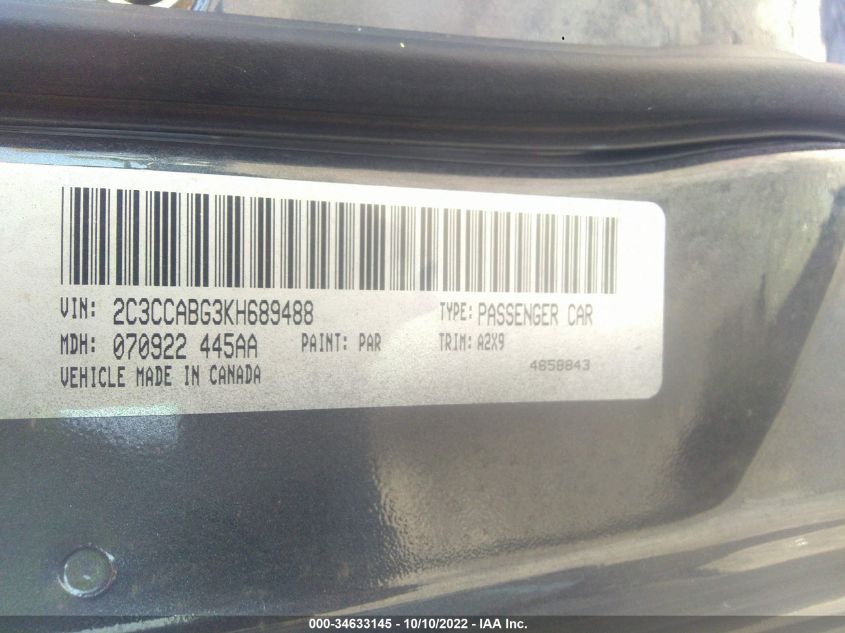 VIN: 2C3CCABG3KH689488 TYPE: PASSENGER CAR
MDH: 070922 445AA PAINT: PAR TRIM: A2X9
VEHICLE MADE IN CANADA 4658843
000-34633145 - 10/10/2022 - IAA Inc.